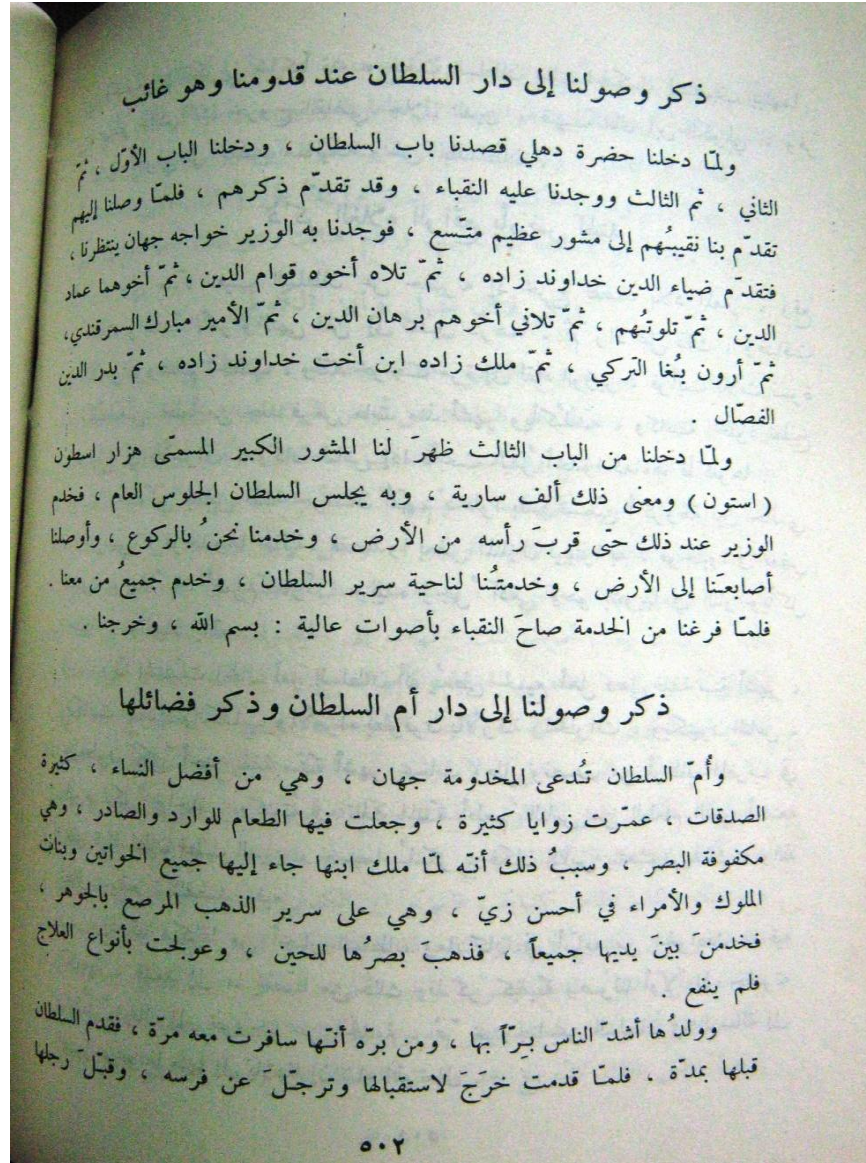 ذكر وصولنا إلى دار السلطان عند قدومنا وهو غائب
ولمّا دخلنا حضرة دهلي قصدنا باب السلطان ، ودخلنا الباب الأوّل ، ثمّ
الثاني ، ثم الثالث ووجدنا عليه النقباء ، وقد تقدّم ذكرهم ، فلمّا وصلنا إليهم
تقدّم بنا نقيبُهم إلى مشور عظيم متّسع ، فوجدنا به الوزير خواجه جهان ينتظرنا ،
فتقدّم ضياء الدين خداوند زاده ، ثمّ تلاه أخوه قوام الدين ، ثمّ أخوهما عماد
الدين ، ثمّ تلوتُهم ، ثمّ تلاني أخوهم برهان الدين ، ثمّ الأمير مبارك السمرقندي،
ثمّ أرون بُغا التركي ، ثمّ ملك زاده ابن أخت خداوند زاده ، ثمّ بدر الدين
الفصّال
ولمّا دخلنا من الباب الثالث ظهرَ لنا المشور الكبير المسمّى هزار اسطون
( استون ) ومعنى ذلك ألف سارية ، وبه يجلس السلطان الجلوس العام ، فخدم
الوزير عند ذلك حتى قربَ رأسه من الأرض ، وخدمنا نحنُ بالركوع ، وأوصلنا
أصابعَنا إلى الأرض ، وخدمتُنا لناحية سرير السلطان ، وخدم جميعُ من معنا .
فلمّا فرغنا من الخدمة صاحَ النقباء بأصوات عالية : بسم الله ، وخرجنا .
ذكر وصولنا إلى دار أم السلطان وذكر فضائلها
وأُمّ السلطان تُدعى المخدومة جهان ، وهي من أفضل النساء ، كثيرة
الصدقات ، عمّرت زوايا كثيرة ، وجعلت فيها الطعام للوارد والصادر ، وهي
مكفوفة البصر ، وسببُ ذلك أنّه لمّا ملك ابنها جاء إليها جميع الخواتين وبنات
الملوك والأمراء في أحسن زيّ ، وهي على سرير الذهب المرصع بالجوهر ،
فخدمنَ بينَ يديها جميعاً ، فذهبَ بصرُها للحين ، وعولجت بأنواع العلاج
فلم ينفع .
وولدُها أشد الناس بِرّاً بها ، ومن برّه أنّها سافرت معه مرّة ، فقدم السلطان
قبلها بمدّة ، فلمّا قدمت خرَجَ لاستقبالها وترجّلَ عن فرسه ، وقبّلَ رجلها
٥٠٢